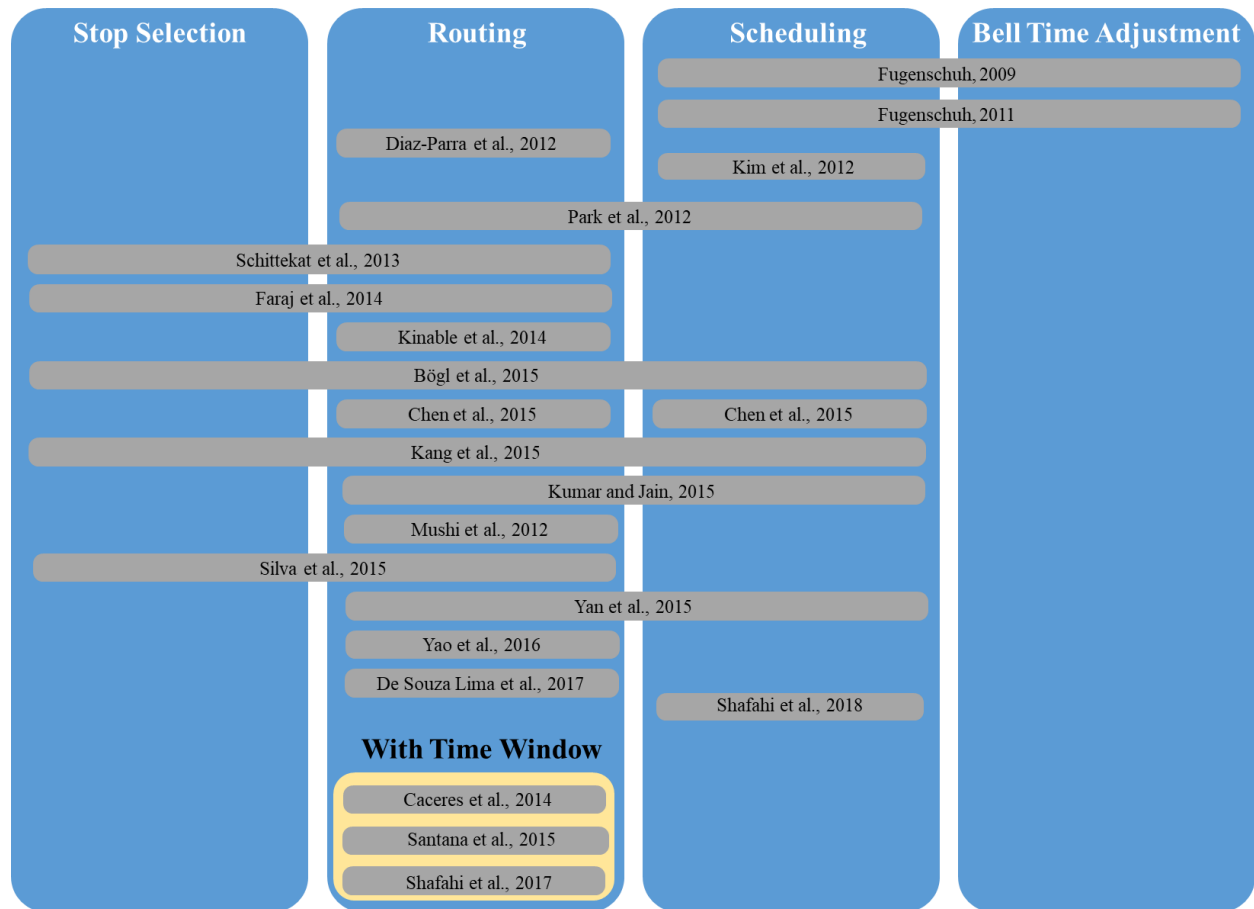 Stop Selection
Routing
Scheduling
Bell Time Adjustment
Fugenschuh, 2009
Fugenschuh, 2011
Diaz-Parra et al., 2012
Kim et al., 2012
Park et al., 2012
Schittekat et al., 2013
Faraj et al., 2014
Kinable et al., 2014
Bögl et al., 2015
Chen et al., 2015
Chen et al., 2015
Kang et al., 2015
Kumar and Jain, 2015
Mushi et al., 2012
Silva et al., 2015
Yan et al., 2015
Yao et al., 2016
De Souza Lima et al., 2017
Shafahi et al., 2018
With Time Window
Caceres et al., 2014
Santana et al., 2015
Shafahi et al., 2017